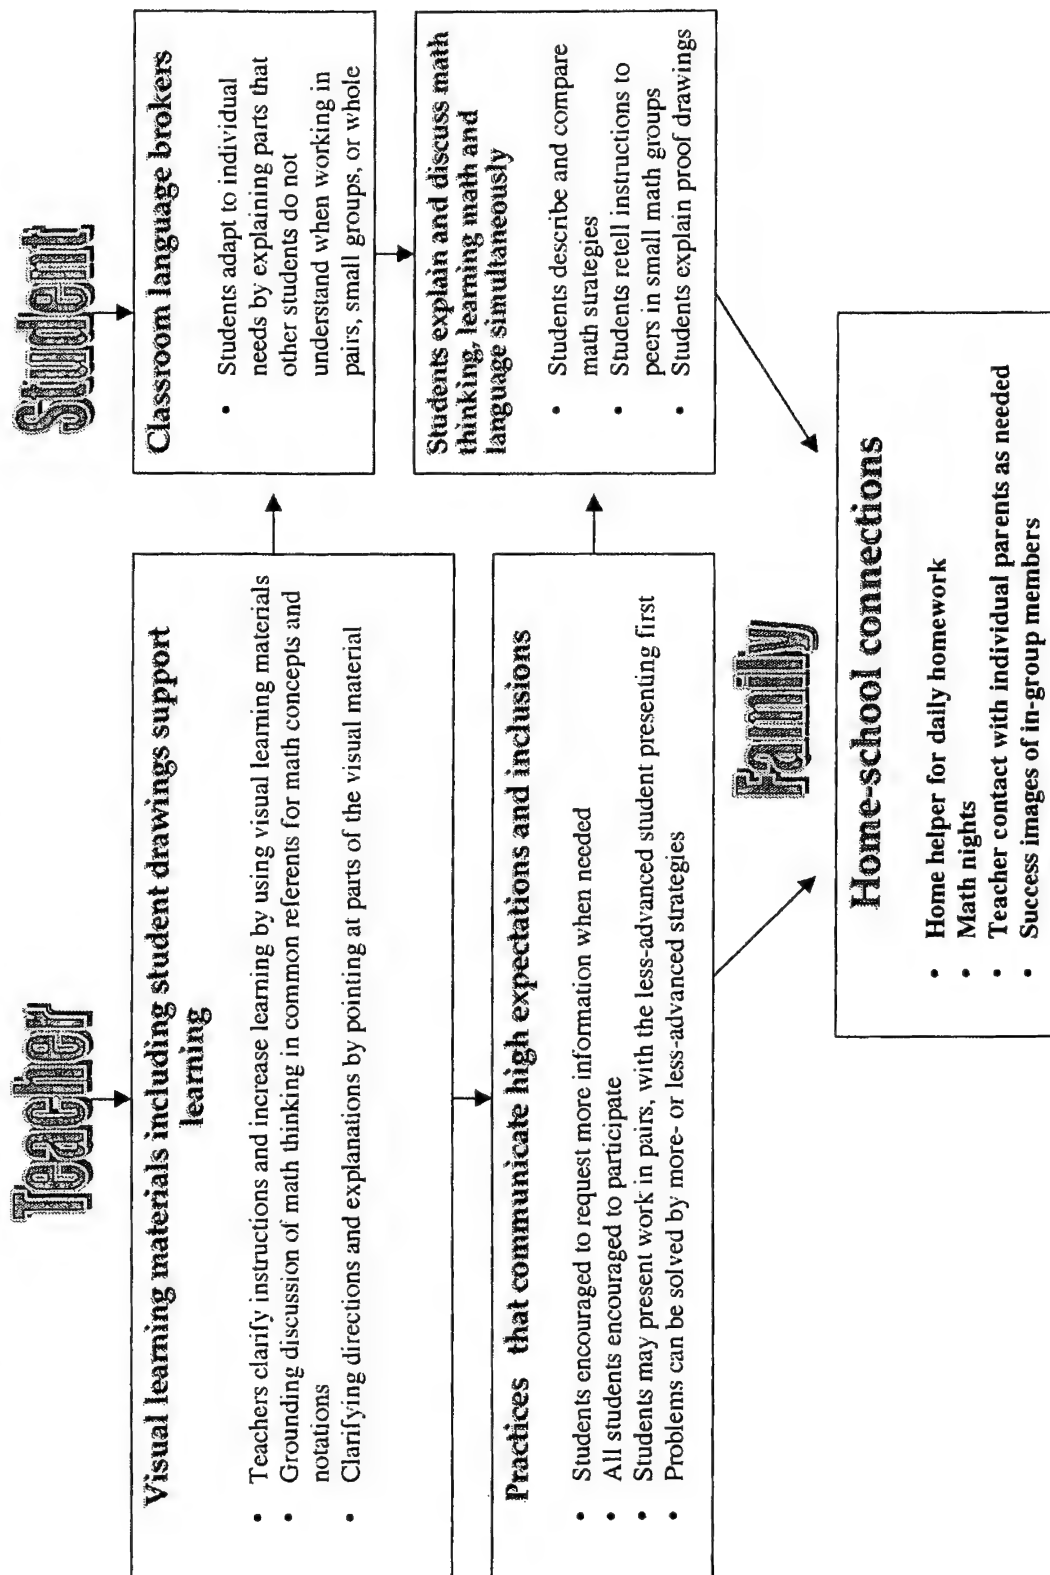 Teacher
Visual learning materials including student drawings support
learning
• Teachers clarify instructions and increase learning by using visual learning materials
• Grounding discussion of math thinking in common referents for math concepts and
notations
• Clarifying directions and explanations by pointing at parts of the visual material
Practices that communicate high expectations and inclusions
• Students encouraged to request more information when needed
• All students encouraged to participate
• Students may present work in pairs, with the less-advanced student presenting first
• Problems can be solved by more- or less-advanced strategies
Student
Classroom language brokers
• Students adapt to individual
needs by explaining parts that
other students do not
understand when working in
pairs, small groups, or whole
Students explain and discuss math
thinking, learning math and
language simultaneously
• Students describe and compare
math strategies
• Students retell instructions to
peers in small math groups
• Students explain proof drawings
Family
Home-school connections
• Home helper for daily homework
• Math nights
• Teacher contact with individual parents as needed
• Success images of in-group members